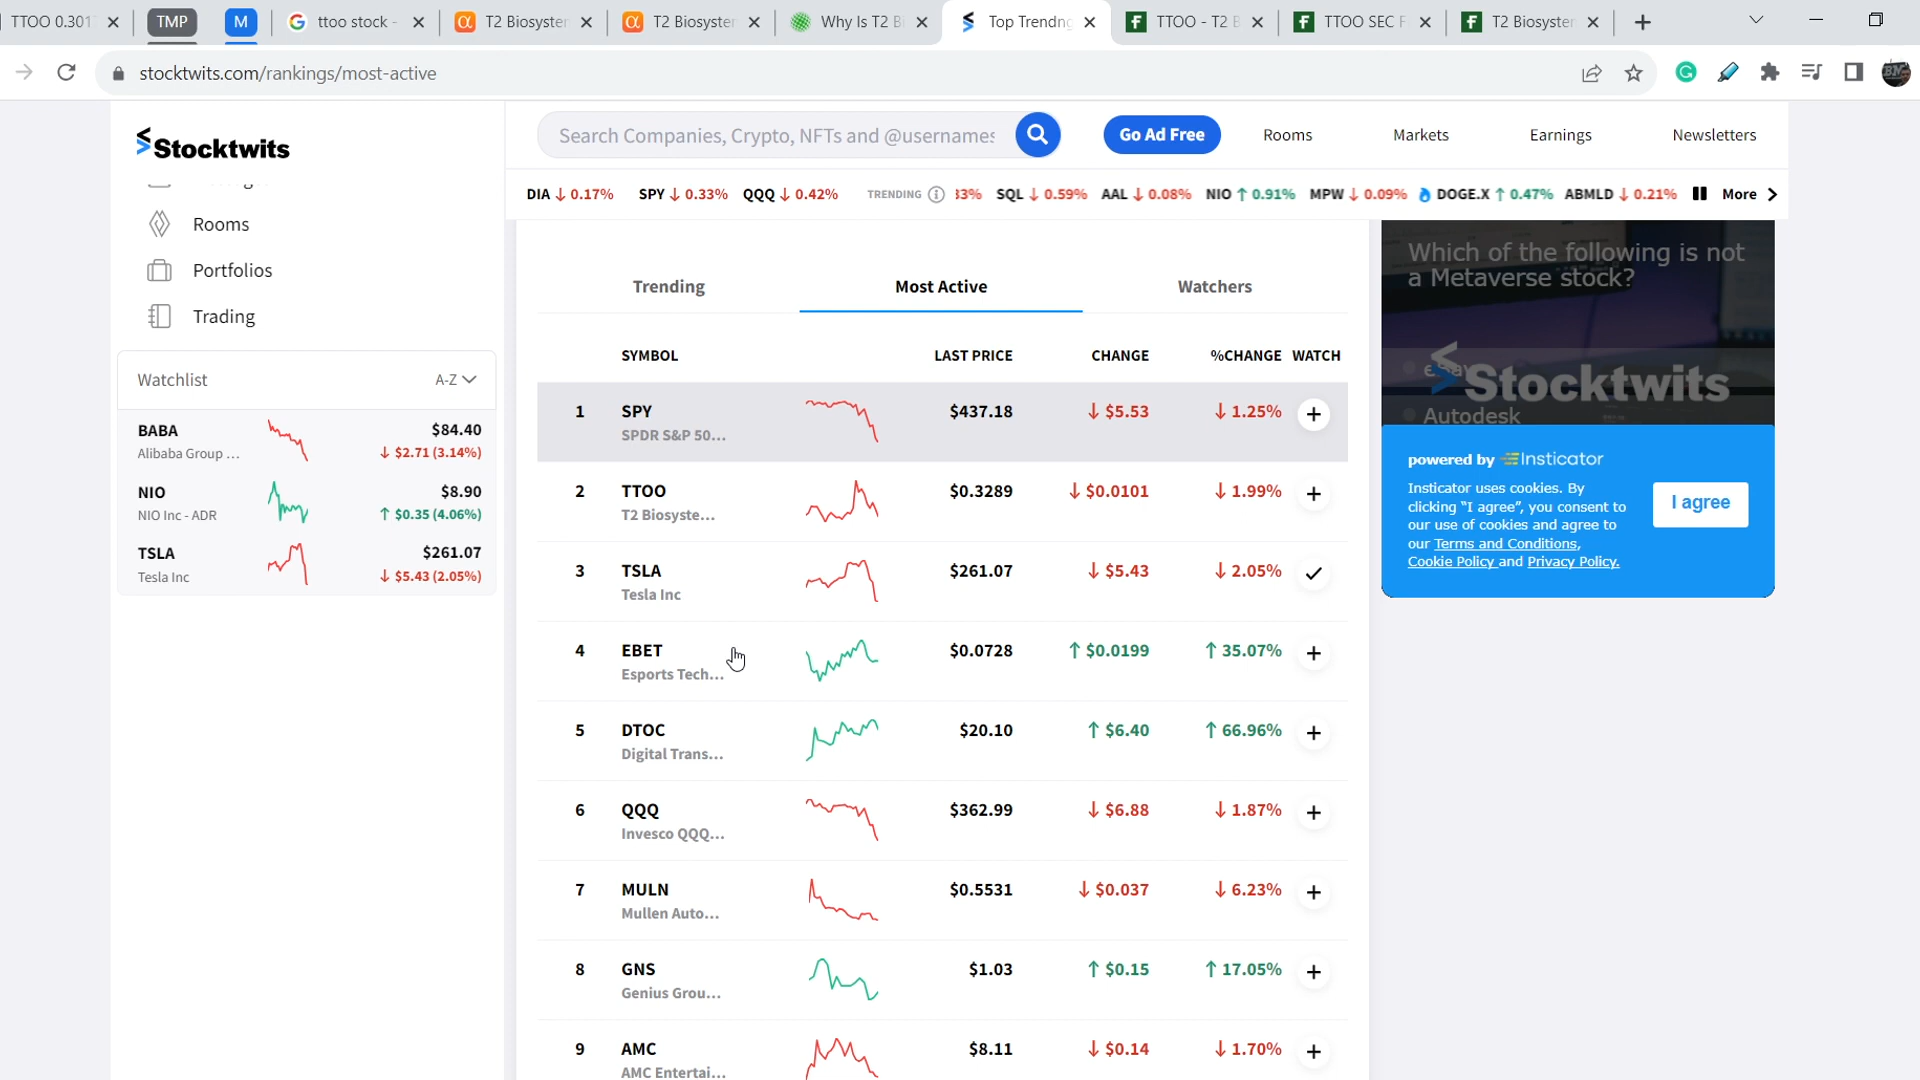 TTOO 0.301
TMP
M
ttoo stock -
T2 Biosyster
T2 Biosyster
Why Is T2 Bi
Top Trending
TTOO - T2 B
TTOO SEC F
T2 Biosyster
stocktwits.com/rankings/most-active
Stocktwits
Search Companies, Crypto, NFTs and @usernames
Go Ad Free
Rooms
Markets
Earnings
Newsletters
DIA ↓ 0.17% SPY ↓ 0.33% QQQ ↓ 0.42% TRENDING 33% SQL ↓ 0.59% AAL ↓ 0.08% NIO ↑ 0.91% MPW ↓ 0.09% DOGE.X ↑ 0.47% ABMLD ↓ 0.21% More
Rooms
Portfolios
Trading
Watchlist A-Z
BABA $84.40
Alibaba Group ... ↓ $2.71 (3.14%)
NIO $8.90
NIO Inc - ADR ↑ $0.35 (4.06%)
TSLA $261.07
Tesla Inc ↓ $5.43 (2.05%)
Trending Most Active Watchers
SYMBOL LAST PRICE CHANGE %CHANGE WATCH
1 SPY $437.18 ↓ $5.53 ↓ 1.25%
SPDR S&P 50...
2 TTOO $0.3289 ↓ $0.0101 ↓ 1.99%
T2 Biosyste...
3 TSLA $261.07 ↓ $5.43 ↓ 2.05%
Tesla Inc
4 EBET $0.0728 ↑ $0.0199 ↑ 35.07%
Esports Tech...
5 DTOC $20.10 ↑ $6.40 ↑ 66.96%
Digital Trans...
6 QQQ $362.99 ↓ $6.88 ↓ 1.87%
Invesco QQQ...
7 MULN $0.5531 ↓ $0.037 ↓ 6.23%
Mullen Auto...
8 GNS $1.03 ↑ $0.15 ↑ 17.05%
Genius Grou...
9 AMC $8.11 ↓ $0.14 ↓ 1.70%
AMC Entertai...
Which of the following is not
a Metaverse stock?
eBay
Stocktwits
Autodesk
powered by Insticator
Insticator uses cookies. By
clicking "I agree", you consent to
our use of cookies and agree to
our Terms and Conditions,
Cookie Policy and Privacy Policy.
I agree